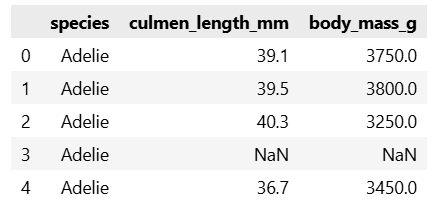 species culmen_length_mm body_mass_g
0 Adelie 39.1 3750.0
1 Adelie 39.5 3800.0
2 Adelie 40.3 3250.0
3 Adelie NaN NaN
4 Adelie 36.7 3450.0